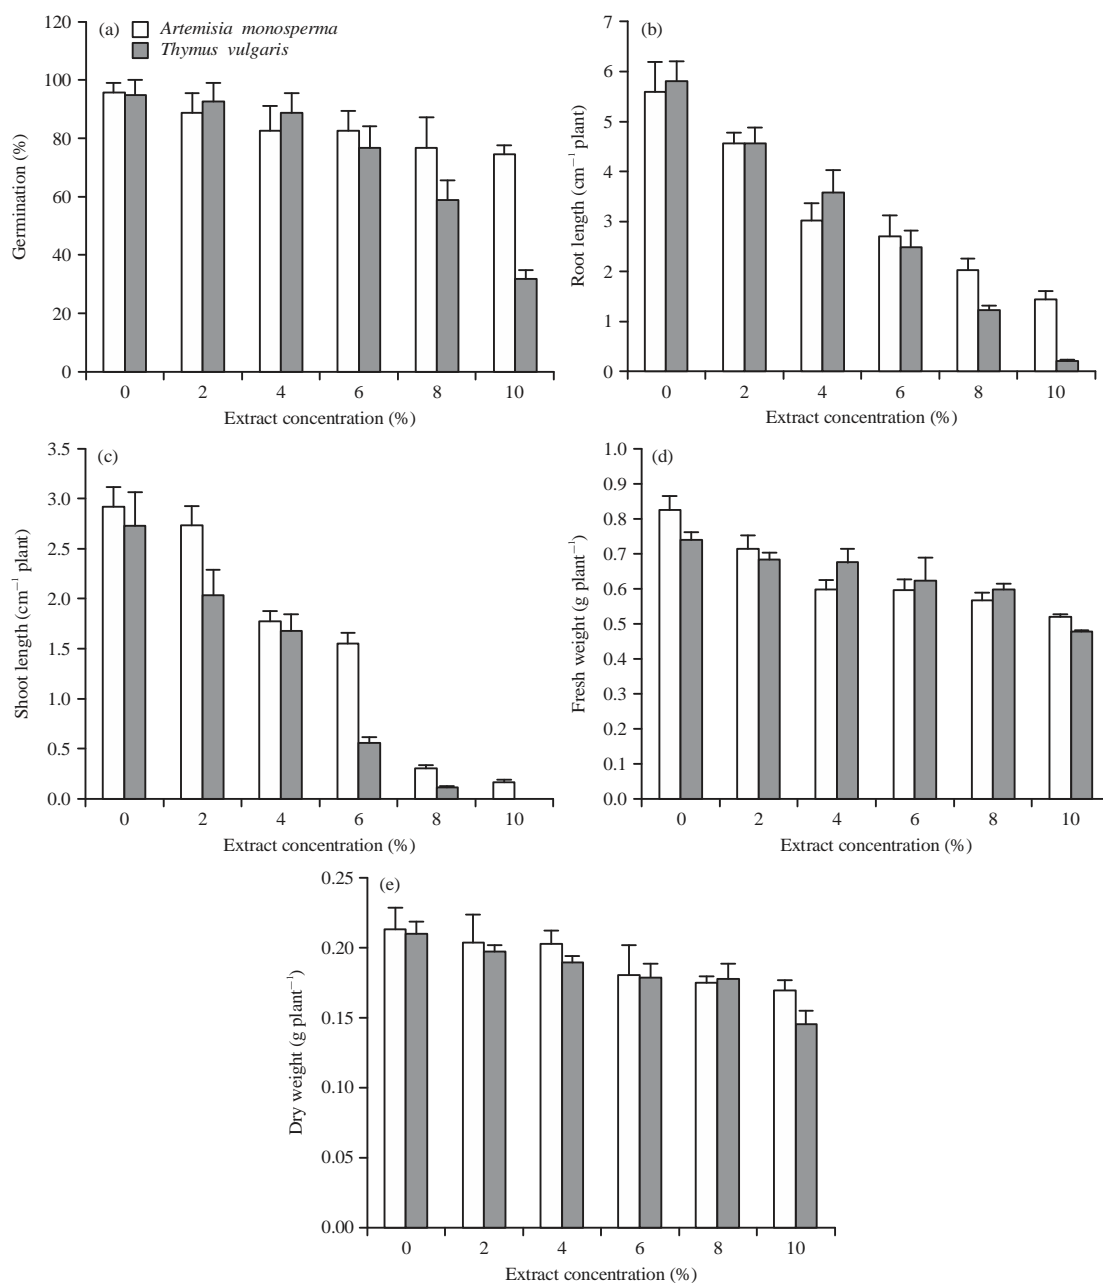 (a)
Artemisia monosperma
Thymus vulgaris
Germination (%)
120
100
80
60
40
20
0
0 2 4 6 8 10
Extract concentration (%)
(b)
Root length (cm⁻¹ plant)
7
6
5
4
3
2
1
0
0 2 4 6 8 10
Extract concentration (%)
(c)
Shoot length (cm⁻¹ plant)
3.5
3.0
2.5
2.0
1.5
1.0
0.5
0.0
0 2 4 6 8 10
Extract concentration (%)
(d)
Fresh weight (g plant⁻¹)
1.0
0.9
0.8
0.7
0.6
0.5
0.4
0.3
0.2
0.1
0.0
0 2 4 6 8 10
Extract concentration (%)
(e)
Dry weight (g plant⁻¹)
0.25
0.20
0.15
0.10
0.05
0.00
0 2 4 6 8 10
Extract concentration (%)